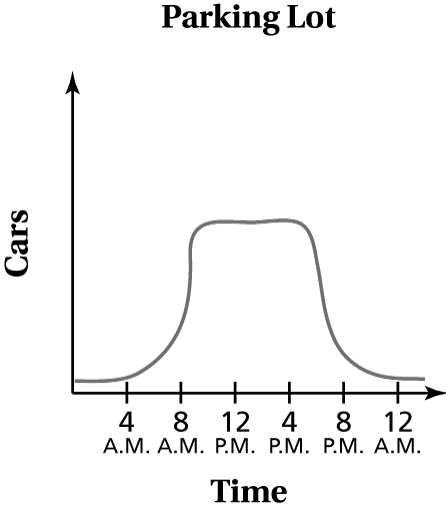 Parking Lot
Cars
4 8 12 4 8 12
A.M. A.M. P.M. P.M. P.M. A.M.
Time